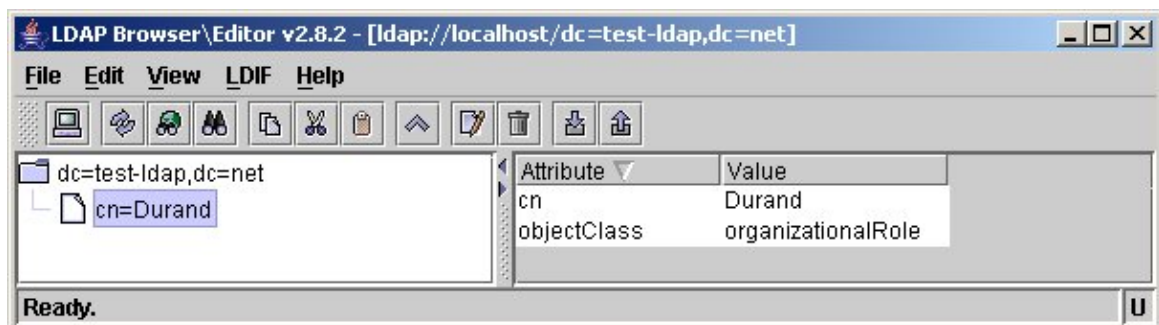 LDAP Browser\Editor v2.8.2 - [ldap://localhost/dc=test-ldap,dc=net]
File Edit View LDIF Help
dc=test-ldap,dc=net
cn=Durand
Attribute Value
cn Durand
objectClass organizationalRole
Ready. U